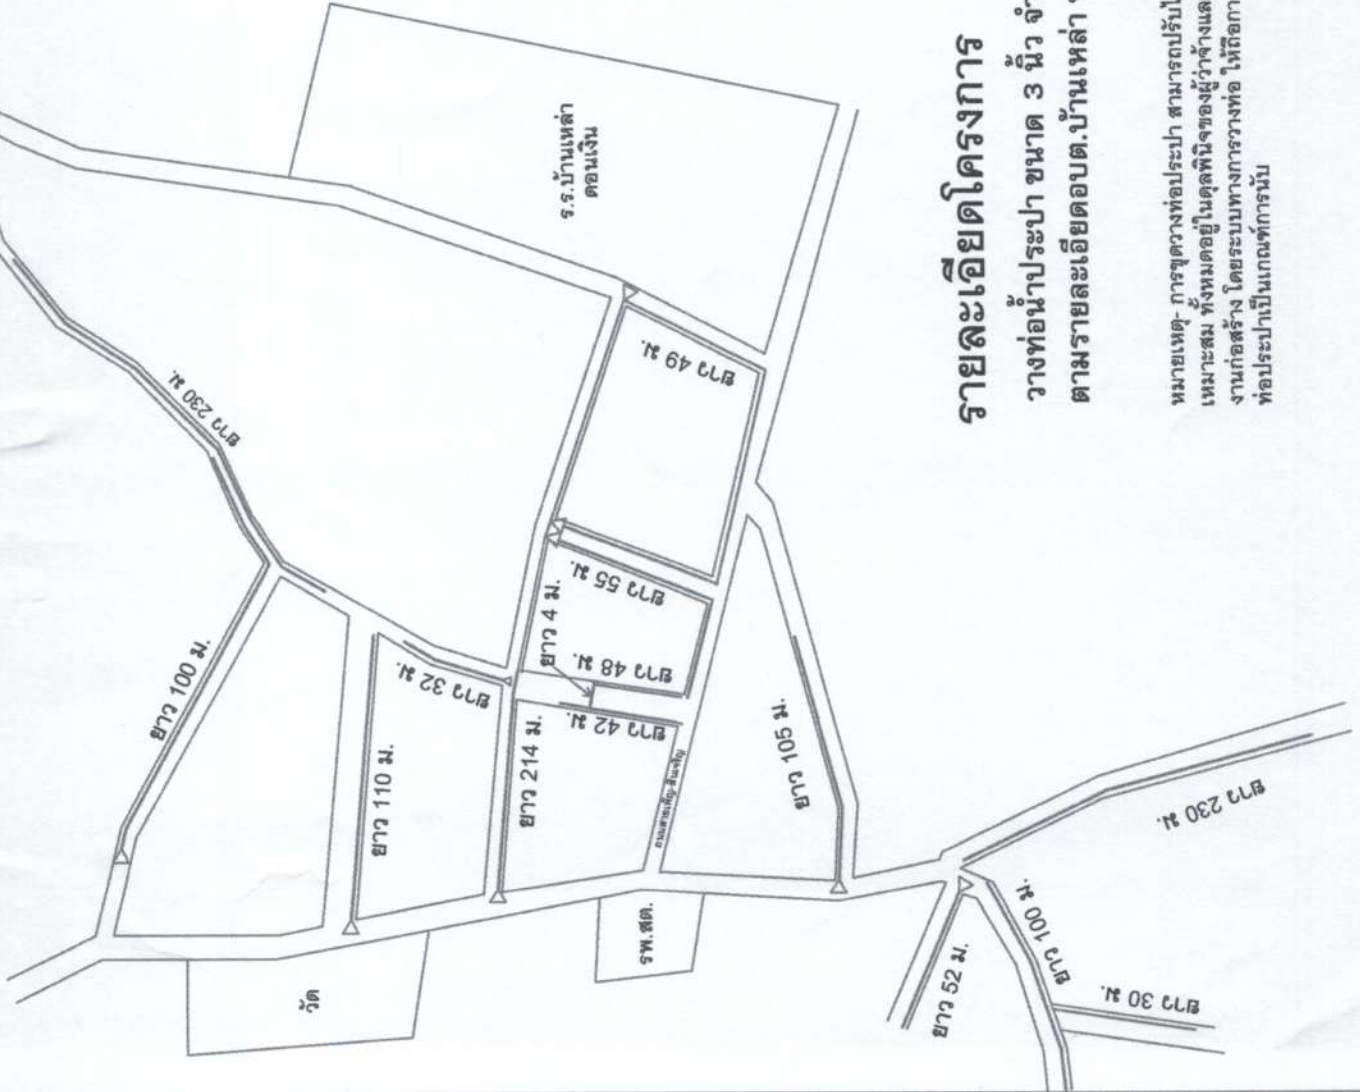 รายละเอียดโครงการ
วางท่อน้ำประปา ขนาด 3 นิ้ว
ตามรายละเอียดอบต.บ้านเหล่า
หมายเหตุ- การขุดวางท่อประปา สามารถปรับ
เหมาะสม ทั้งหมดอยู่ในดุลพินิจของผู้ว่าจ้าง
งานก่อสร้าง โดยระบบทางการวางท่อ ให้ถือ
ท่อประปาเป็นเกณฑ์การนับ
ร.ร.บ้านเหล่า
ดอนเงิน
ยาว 230 ม.
ยาว 49 ม.
ยาว 100 ม.
ยาว 55 ม.
ยาว 4 ม.
ยาว 48 ม.
ยาว 32 ม.
ยาว 42 ม.
ยาว 110 ม.
ยาว 214 ม.
ยาว 105 ม.
วัด
รพ.สต.
ยาว 230 ม.
ยาว 100 ม.
ยาว 52 ม.
ยาว 30 ม.